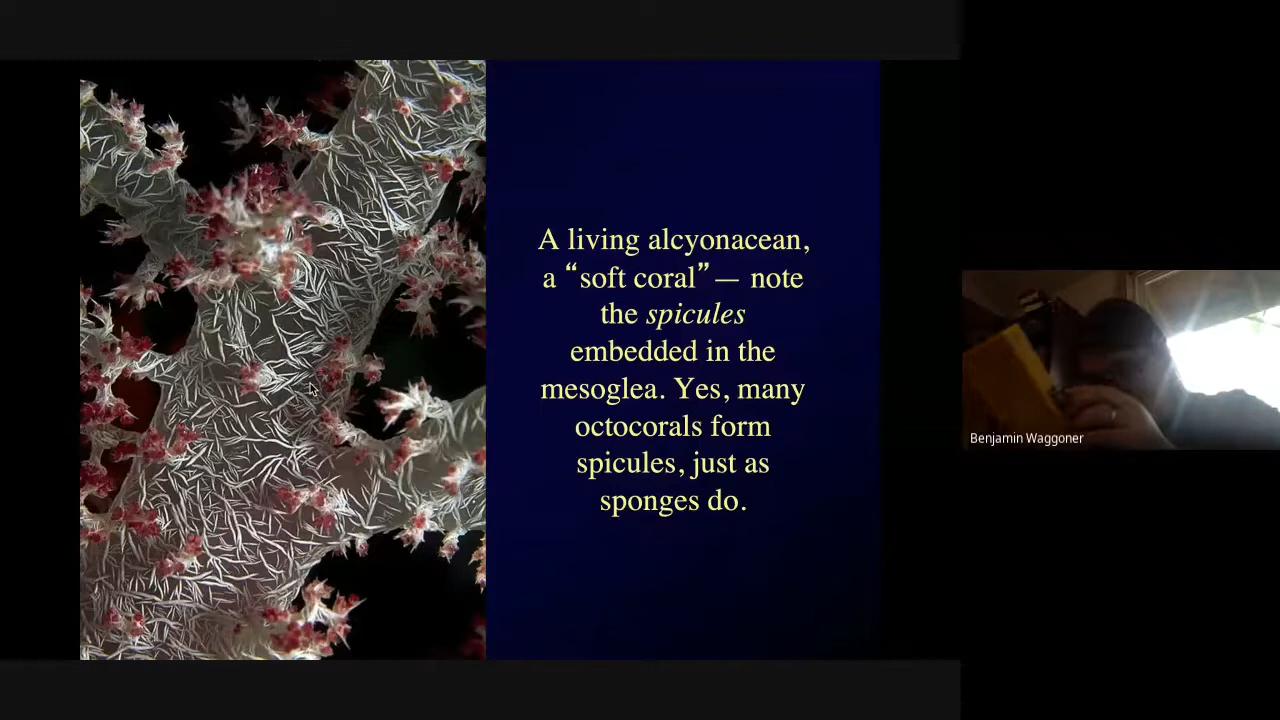 A living alcyonacean,
a “soft coral”— note
the spicules
embedded in the
mesoglea. Yes, many
octocorals form
spicules, just as
sponges do.
Benjamin Waggoner